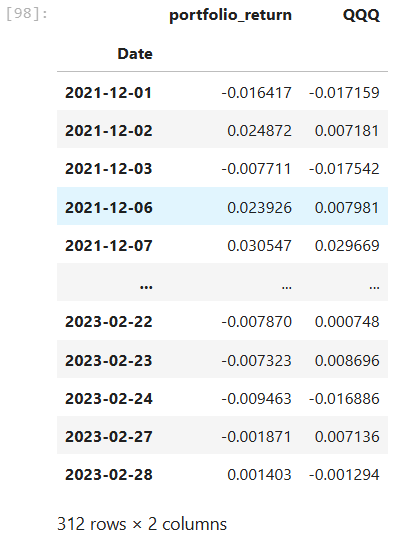 [98]: portfolio_return QQQ
Date
2021-12-01 -0.016417 -0.017159
2021-12-02 0.024872 0.007181
2021-12-03 -0.007711 -0.017542
2021-12-06 0.023926 0.007981
2021-12-07 0.030547 0.029669
... ... ...
2023-02-22 -0.007870 0.000748
2023-02-23 -0.007323 0.008696
2023-02-24 -0.009463 -0.016886
2023-02-27 -0.001871 0.007136
2023-02-28 0.001403 -0.001294
312 rows × 2 columns